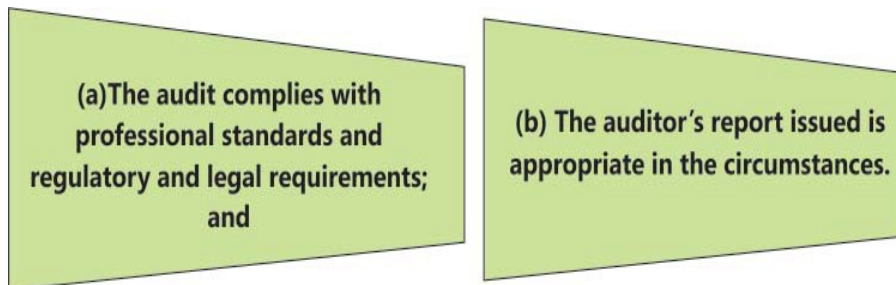 (a)The audit complies with
professional standards and
regulatory and legal requirements;
and
(b) The auditor's report issued is
appropriate in the circumstances.